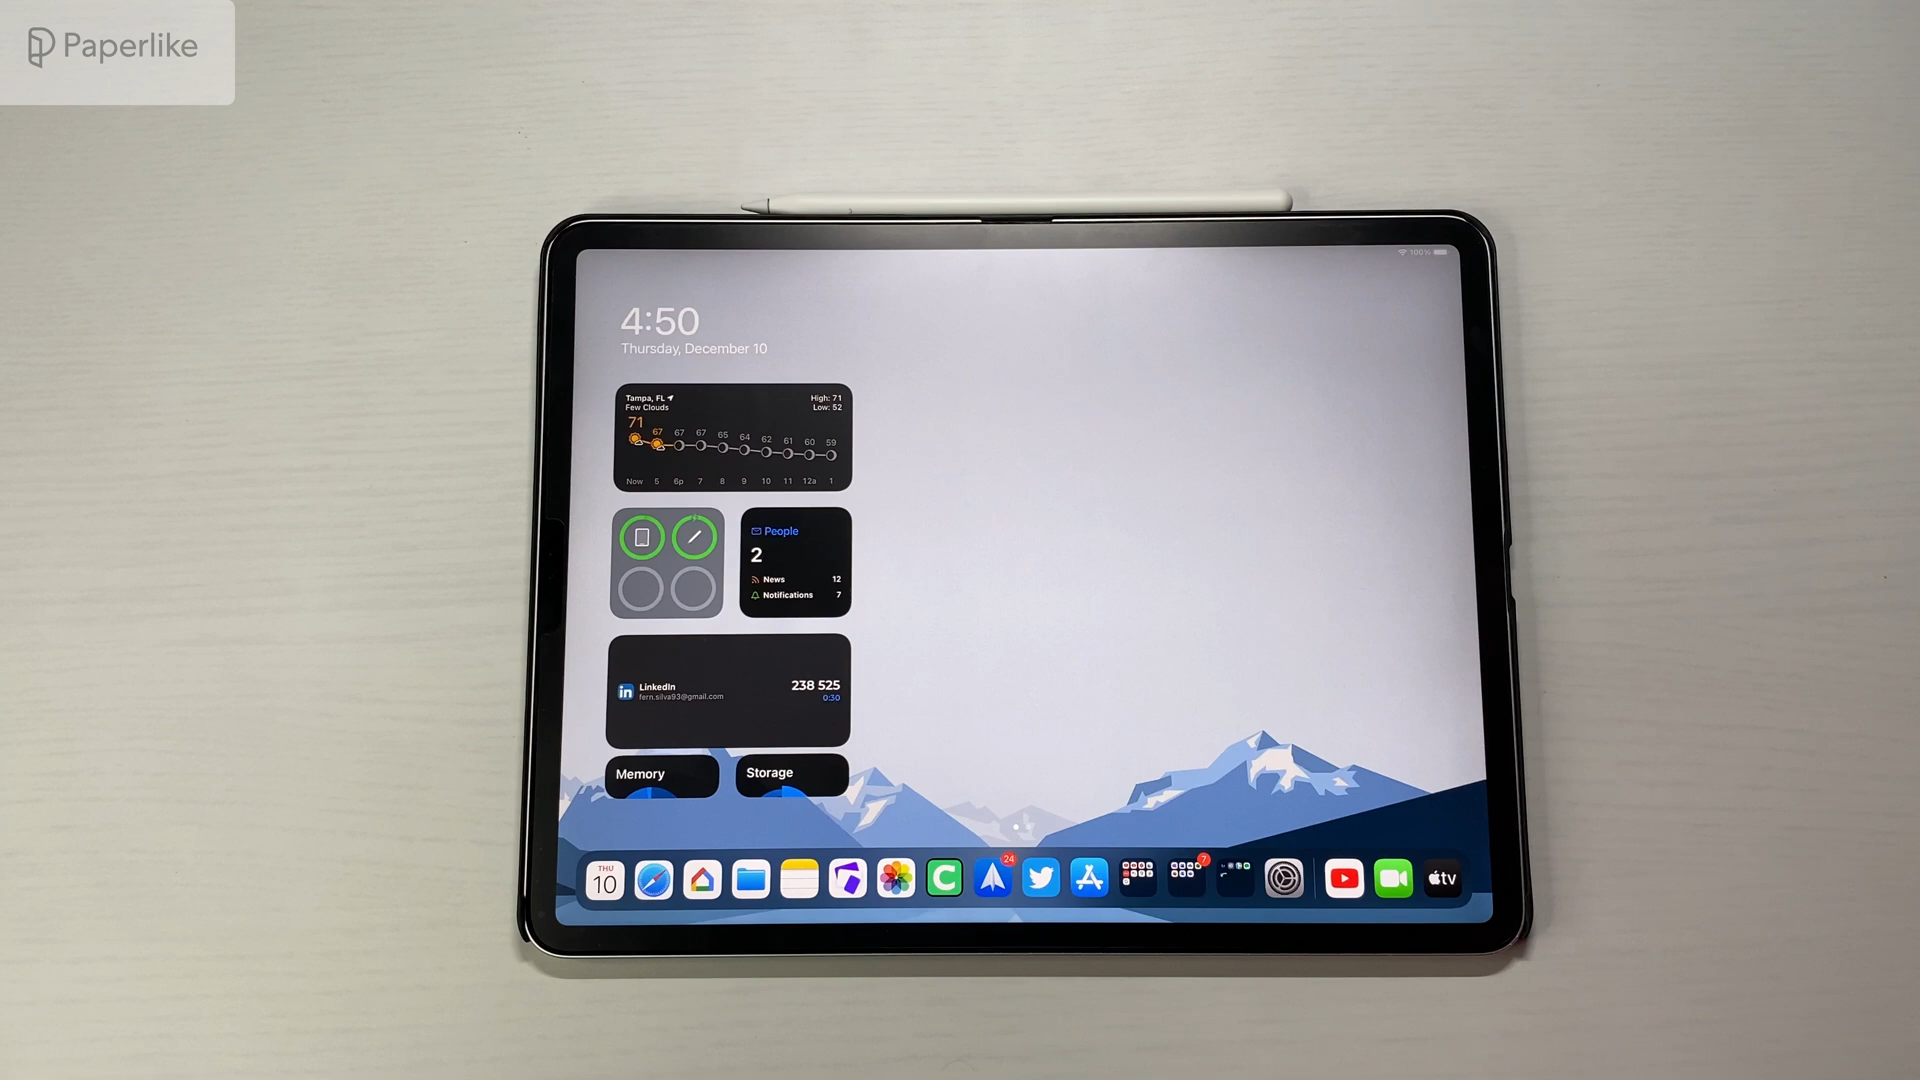 Paperlike
100%
4:50
Thursday, December 10
Tampa, FL
Few Clouds
High: 71
Low: 52
71 67 67 67 65 64 62 61 60 59
Now 5 6p 7 8 9 10 11 12a 1
People
2
News 12
Notifications 7
LinkedIn
fern.silva93@gmail.com
238 525
0:30
Memory
Storage
THU
10
C
24
7
tv